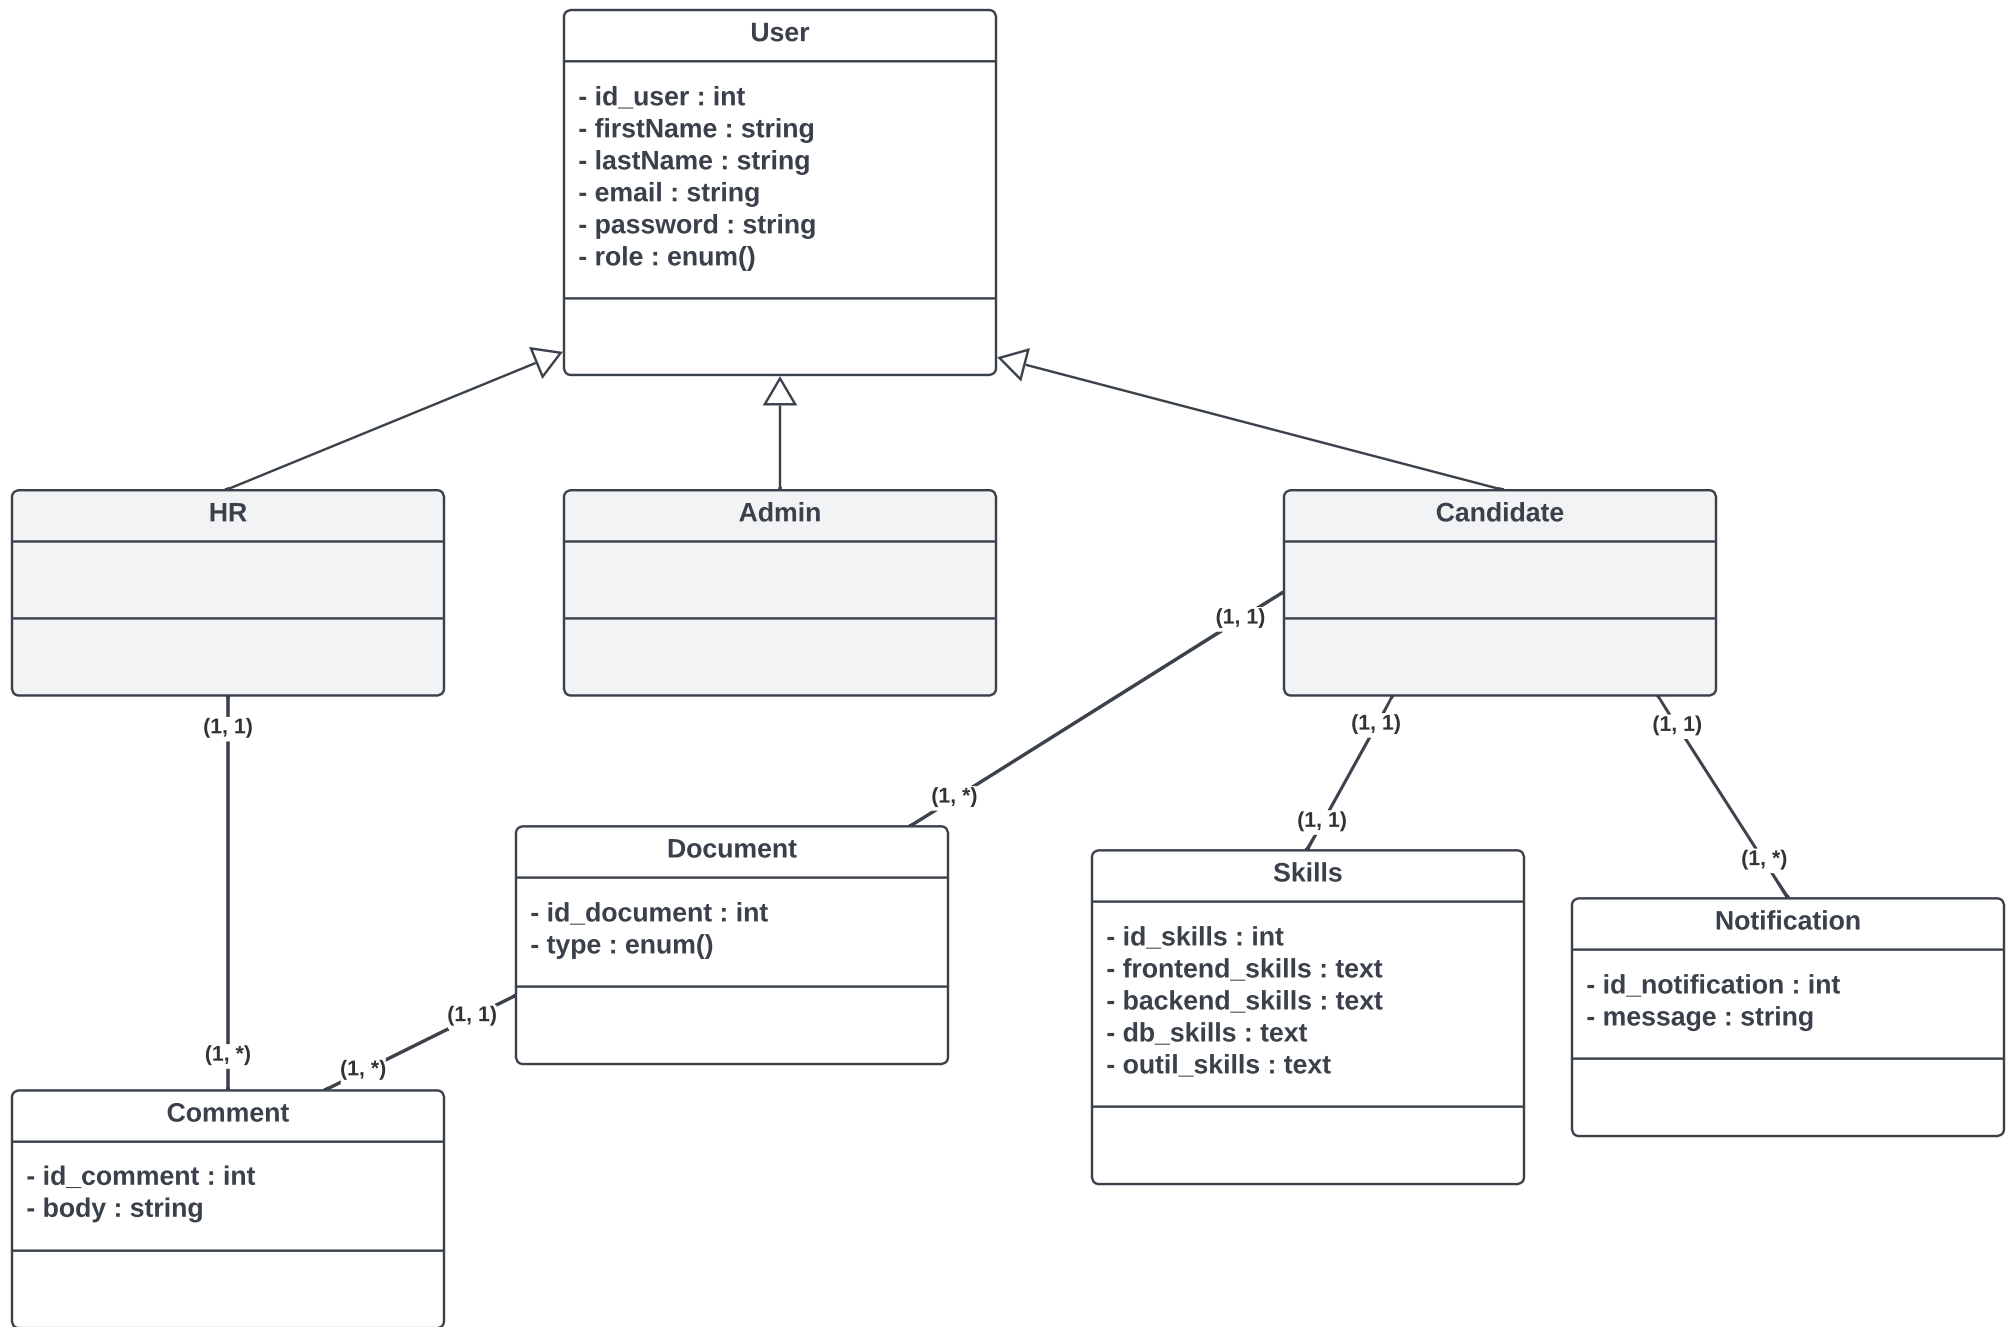 User
- id_user : int
- firstName : string
- lastName : string
- email : string
- password : string
- role : enum()
HR
Admin
Candidate
(1, 1)
(1, 1)
(1, 1)
(1, 1)
(1, *)
(1, 1)
(1, *)
Document
- id_document : int
- type : enum()
Skills
- id_skills : int
- frontend_skills : text
- backend_skills : text
- db_skills : text
- outil_skills : text
Notification
- id_notification : int
- message : string
(1, 1)
(1, *)
(1, *)
Comment
- id_comment : int
- body : string